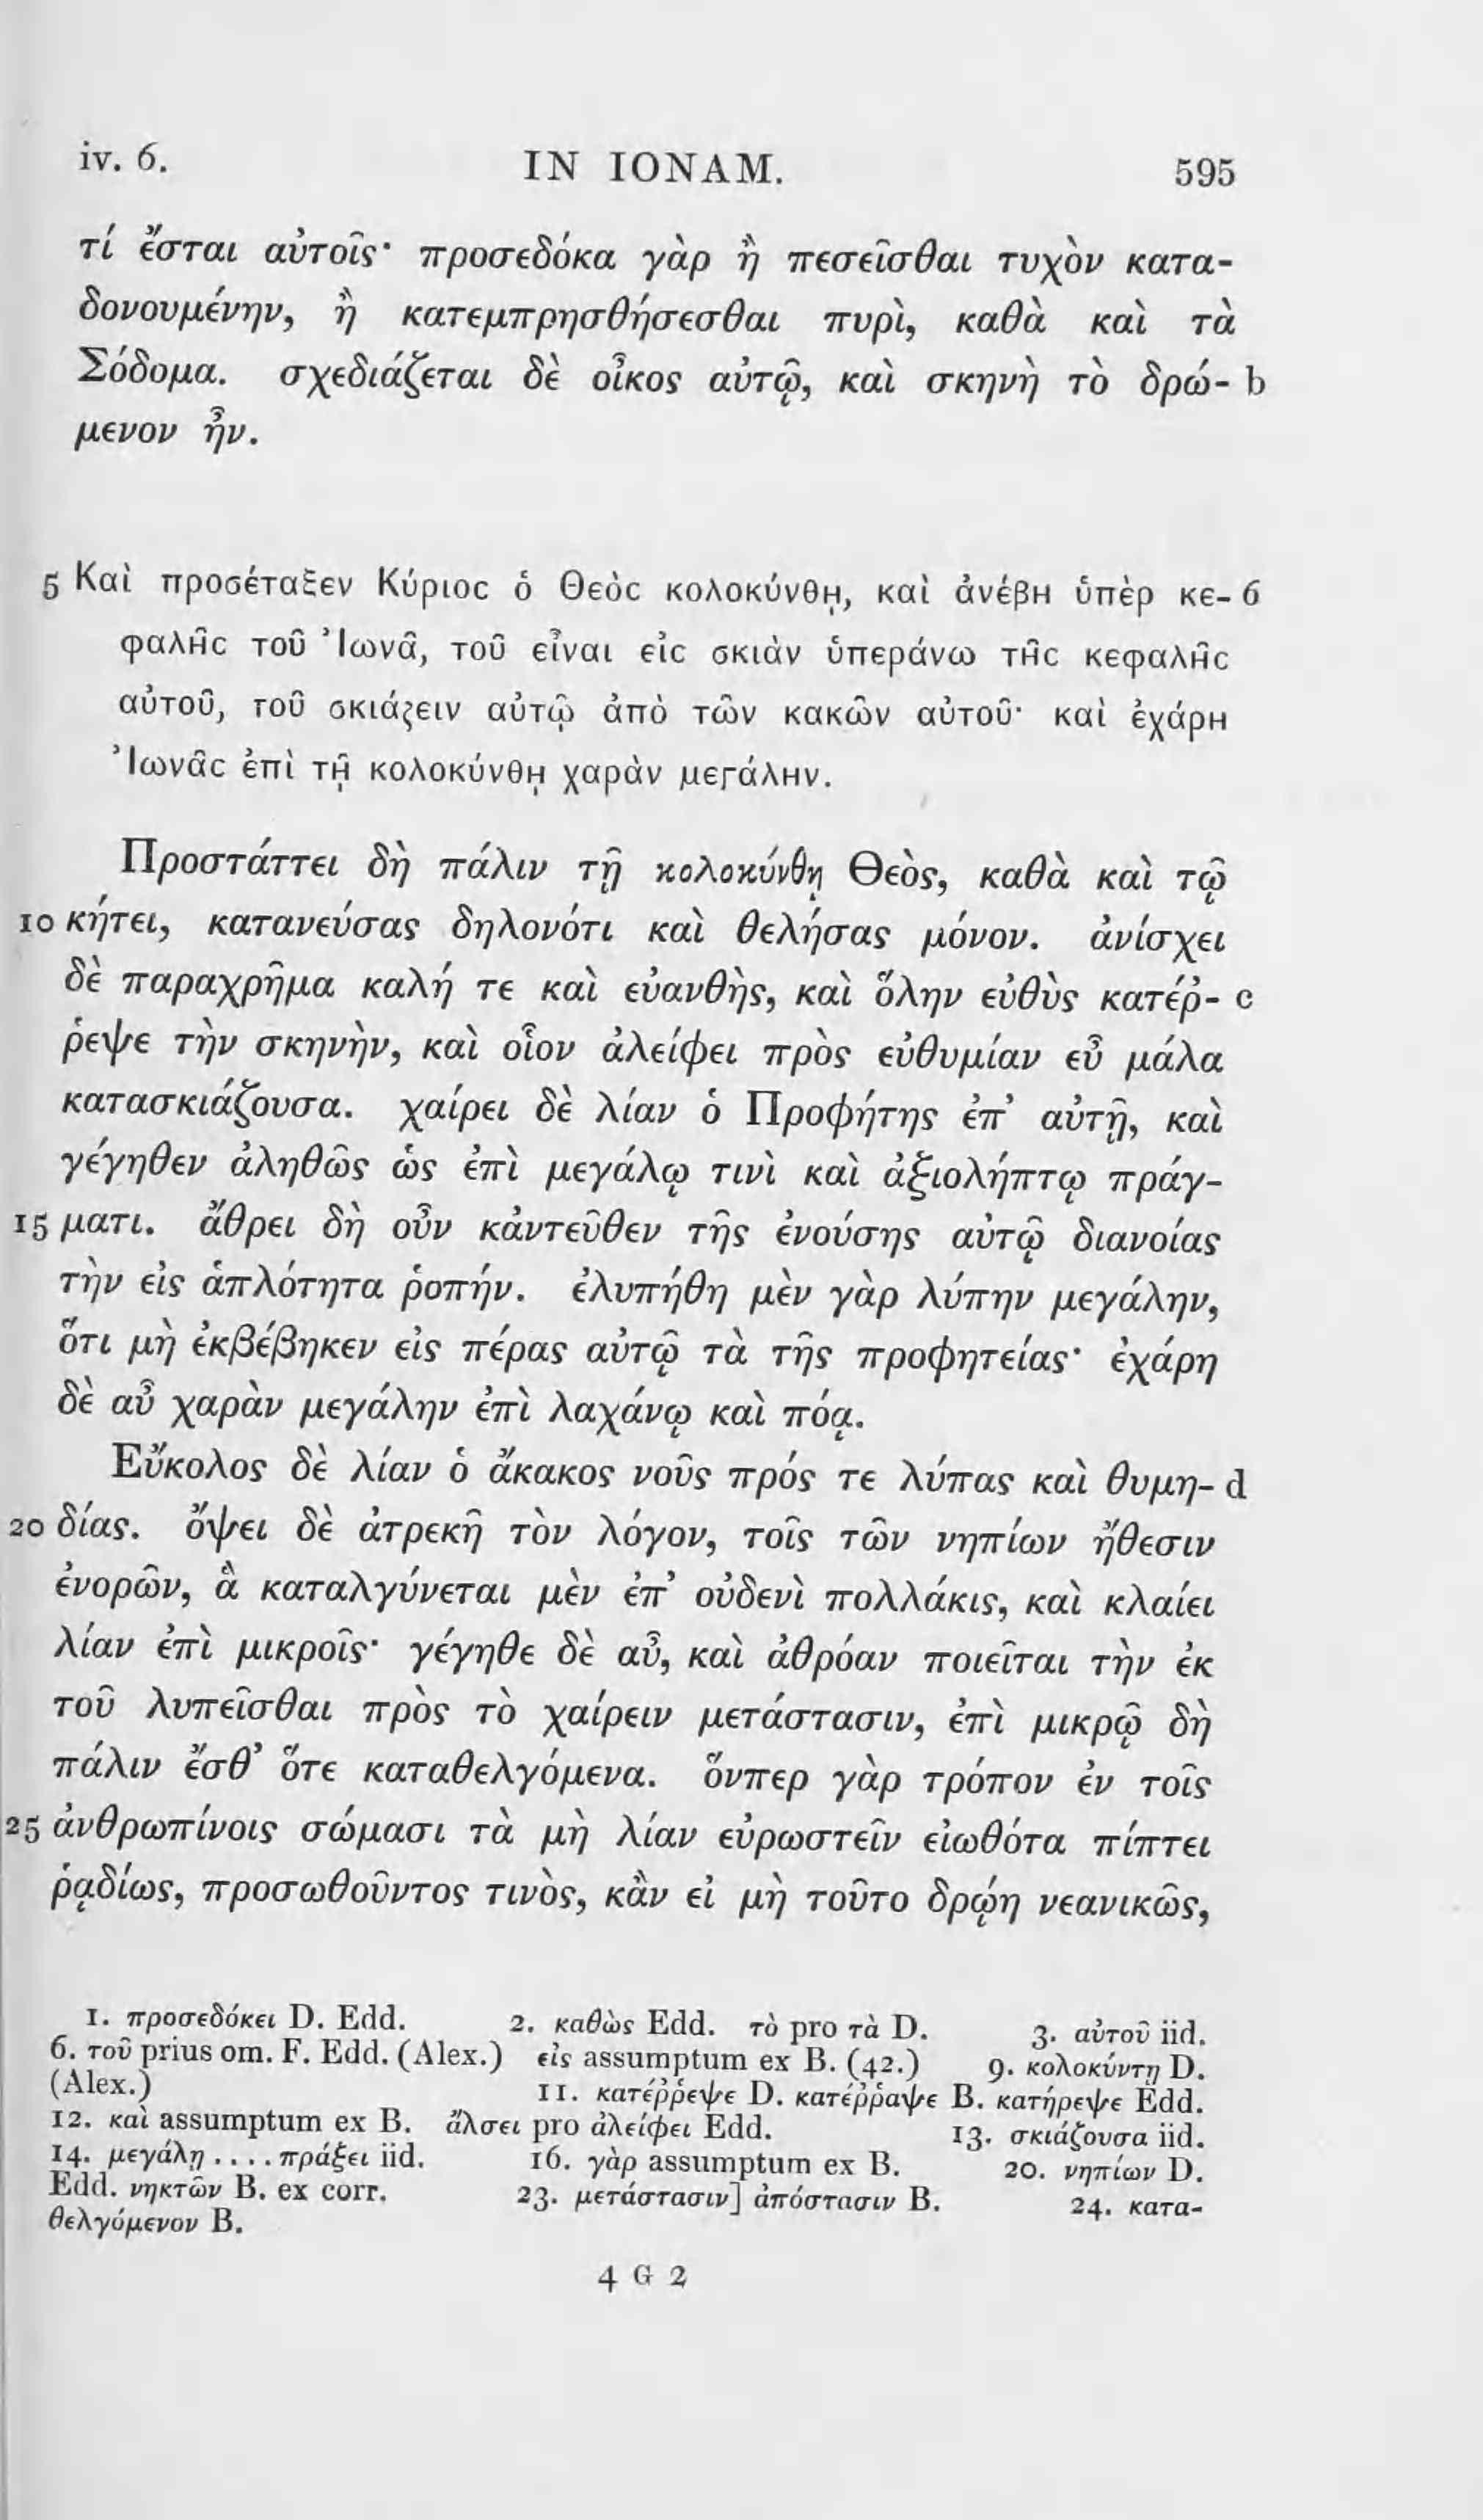 iv. 6. IN IONAM. 595
τί ἔσται αὐτοῖς· προσεδόκα γὰρ ἢ πεσεῖσθαι τυχὸν κατα-
δονουμένην, ἢ κατεμπρησθήσεσθαι πυρὶ, καθὰ καὶ τὰ
Σόδομα. σχεδιάζεται δὲ οἶκος αὐτῷ, καὶ σκηνὴ τὸ δρώ- b
μενον ἦν.
5 Καὶ προσέταξεν Κύριος ὁ Θεὸς κολοκύνθῃ, καὶ ἀνέβη ὑπὲρ κε- 6
φαλῆς τοῦ Ἰωνᾶ, τοῦ εἶναι εἰς σκιὰν ὑπεράνω τῆς κεφαλῆς
αὐτοῦ, τοῦ σκιάζειν αὐτῷ ἀπὸ τῶν κακῶν αὐτοῦ· καὶ ἐχάρη
Ἰωνᾶς ἐπὶ τῇ κολοκύνθῃ χαρὰν μεγάλην.
Προστάττει δὴ πάλιν τῇ κολοκύνθῃ Θεὸς, καθὰ καὶ τῷ
10 κήτει, κατανεύσας δηλονότι καὶ θελήσας μόνον. ἀνίσχει
δὲ παραχρῆμα καλή τε καὶ εὐανθὴς, καὶ ὅλην εὐθὺς κατέῤ- c
ῥεψε τὴν σκηνὴν, καὶ οἷον ἀλείφει πρὸς εὐθυμίαν εὖ μάλα
κατασκιάζουσα. χαίρει δὲ λίαν ὁ Προφήτης ἐπ’ αὐτῇ, καὶ
γέγηθεν ἀληθῶς ὡς ἐπὶ μεγάλῳ τινὶ καὶ ἀξιολήπτῳ πράγ-
15 ματι. ἄθρει δὴ οὖν κἀντεῦθεν τῆς ἐνούσης αὐτῷ διανοίας
τὴν εἰς ἁπλότητα ῥοπήν. ἐλυπήθη μὲν γὰρ λύπην μεγάλην,
ὅτι μὴ ἐκβέβηκεν εἰς πέρας αὐτῷ τὰ τῆς προφητείας· ἐχάρη
δὲ αὖ χαρὰν μεγάλην ἐπὶ λαχάνῳ καὶ πόᾳ.
Εὔκολος δὲ λίαν ὁ ἄκακος νοῦς πρός τε λύπας καὶ θυμη- d
20 δίας. ὄψει δὲ ἀτρεκῆ τὸν λόγον, τοῖς τῶν νηπίων ἤθεσιν
ἐνορῶν, ἃ καταλγύνεται μὲν ἐπ’ οὐδενὶ πολλάκις, καὶ κλαίει
λίαν ἐπὶ μικροῖς· γέγηθε δὲ αὖ, καὶ ἀθρόαν ποιεῖται τὴν ἐκ
τοῦ λυπεῖσθαι πρὸς τὸ χαίρειν μετάστασιν, ἐπὶ μικρῷ δὴ
πάλιν ἔσθ’ ὅτε καταθελγόμενα. ὅνπερ γὰρ τρόπον ἐν τοῖς
25 ἀνθρωπίνοις σώμασι τὰ μὴ λίαν εὐρωστεῖν εἰωθότα πίπτει
ῥᾳδίως, προσωθοῦντος τινὸς, κἂν εἰ μὴ τοῦτο δρῴη νεανικῶς,
1. προσεδόκει D. Edd. 2. καθὼς Edd. τὸ pro τὰ D. 3. αὐτοῦ iid.
6. τοῦ prius om. F. Edd. (Alex.) εἰς assumptum ex B. (42.) 9. κολοκύντῃ D.
(Alex.) 11. κατέῤῥεψε D. κατέῤῥαψε B. κατήρεψε Edd.
12. καὶ assumptum ex B. ἄλσει pro ἀλείφει Edd. 13. σκιάζουσα iid.
14. μεγάλῃ .... πράξει iid. 16. γὰρ assumptum ex B. 20. νηπίων D.
Edd. νηκτῶν B. ex corr. 23. μετάστασιν] ἀπόστασιν B. 24. κατα-
θελγόμενον B.
4 G 2